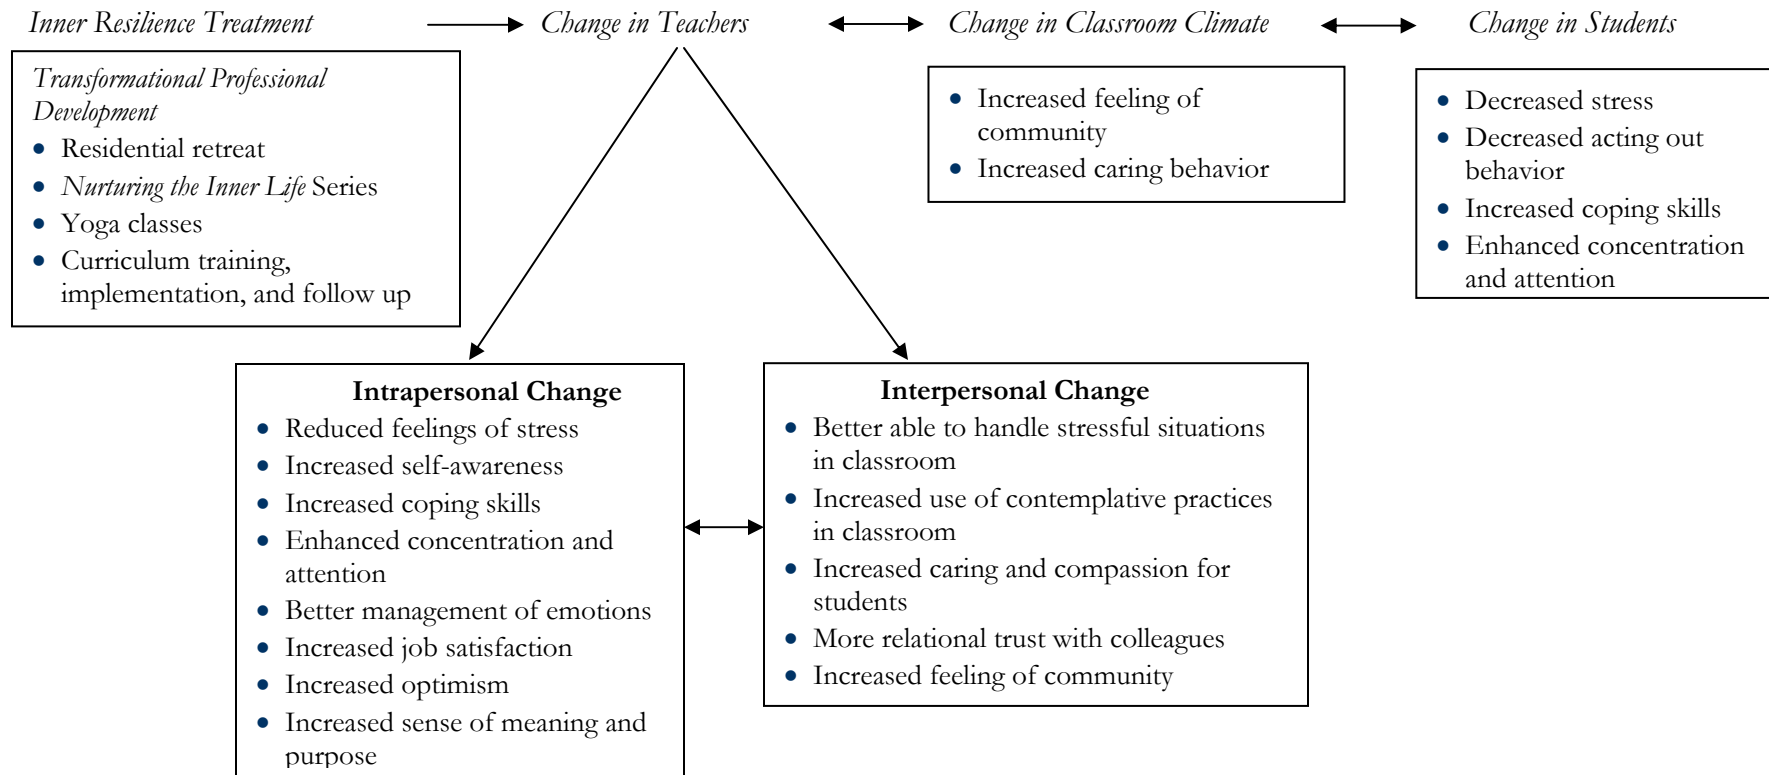 Inner Resilience Treatment
Change in Teachers
Change in Classroom Climate
Change in Students
Transformational Professional
Development
• Residential retreat
• Nurturing the Inner Life Series
• Yoga classes
• Curriculum training,
implementation, and follow up
• Increased feeling of
community
• Increased caring behavior
• Decreased stress
• Decreased acting out
behavior
• Increased coping skills
• Enhanced concentration
and attention
Intrapersonal Change
• Reduced feelings of stress
• Increased self-awareness
• Increased coping skills
• Enhanced concentration and
attention
• Better management of emotions
• Increased job satisfaction
• Increased optimism
• Increased sense of meaning and
purpose
Interpersonal Change
• Better able to handle stressful situations
in classroom
• Increased use of contemplative practices
in classroom
• Increased caring and compassion for
students
• More relational trust with colleagues
• Increased feeling of community